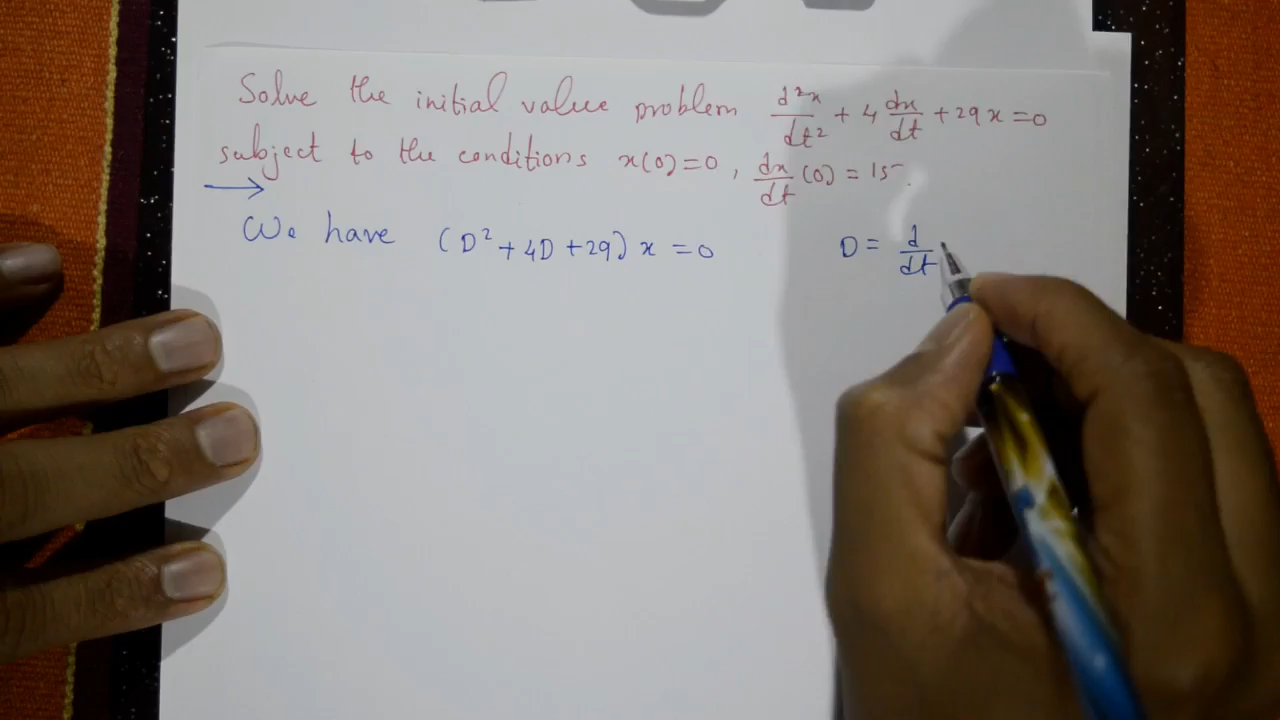 Solve the initial value problem d²x/dt² + 4 dx/dt + 29x = 0
subject to the conditions x(0)=0, dx/dt (0) = 15.
We have (D² + 4D + 29) x = 0 D = d/dt